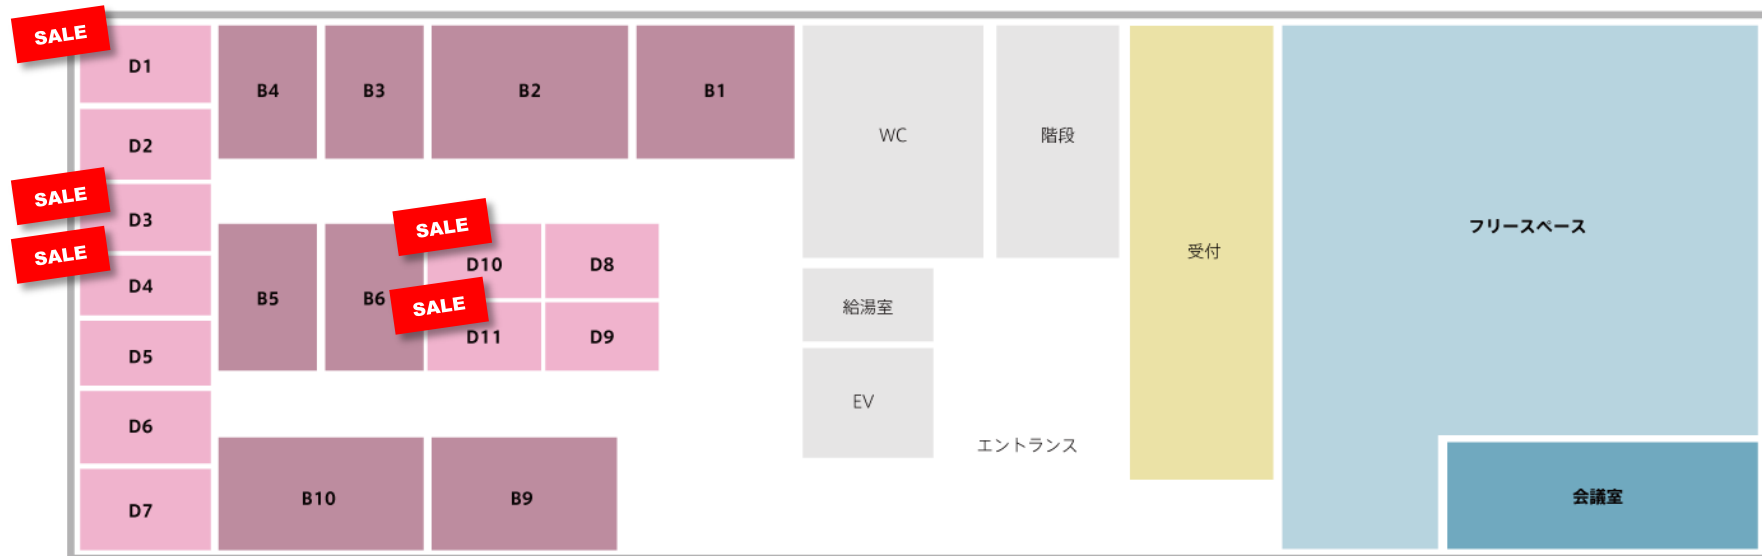 SALE
D1
D2
SALE
D3
SALE
D4
D5
D6
D7
B4
B3
B2
B1
B5
B6
SALE
D10
D8
SALE
D11
D9
B10
B9
WC
階段
給湯室
EV
エントランス
受付
フリースペース
会議室